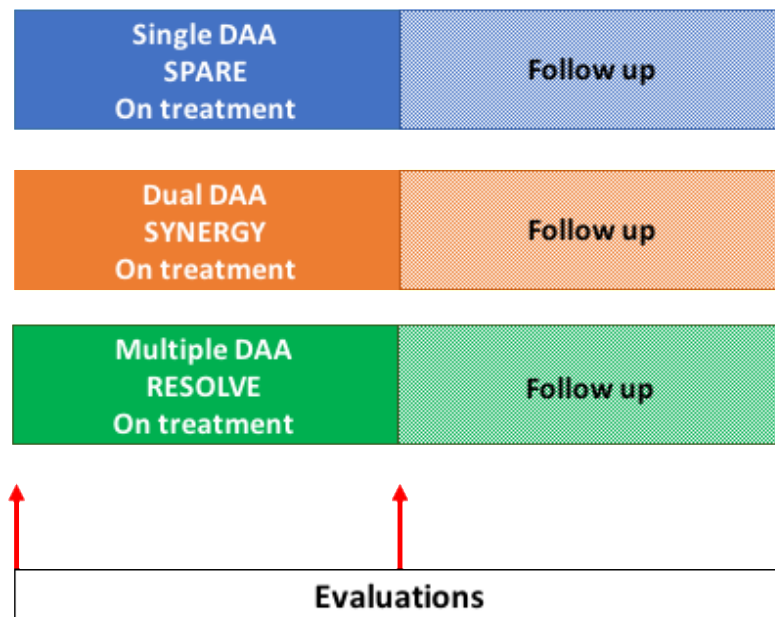 Single DAA
SPARE
On treatment
Follow up
Dual DAA
SYNERGY
On treatment
Follow up
Multiple DAA
RESOLVE
On treatment
Follow up
Evaluations